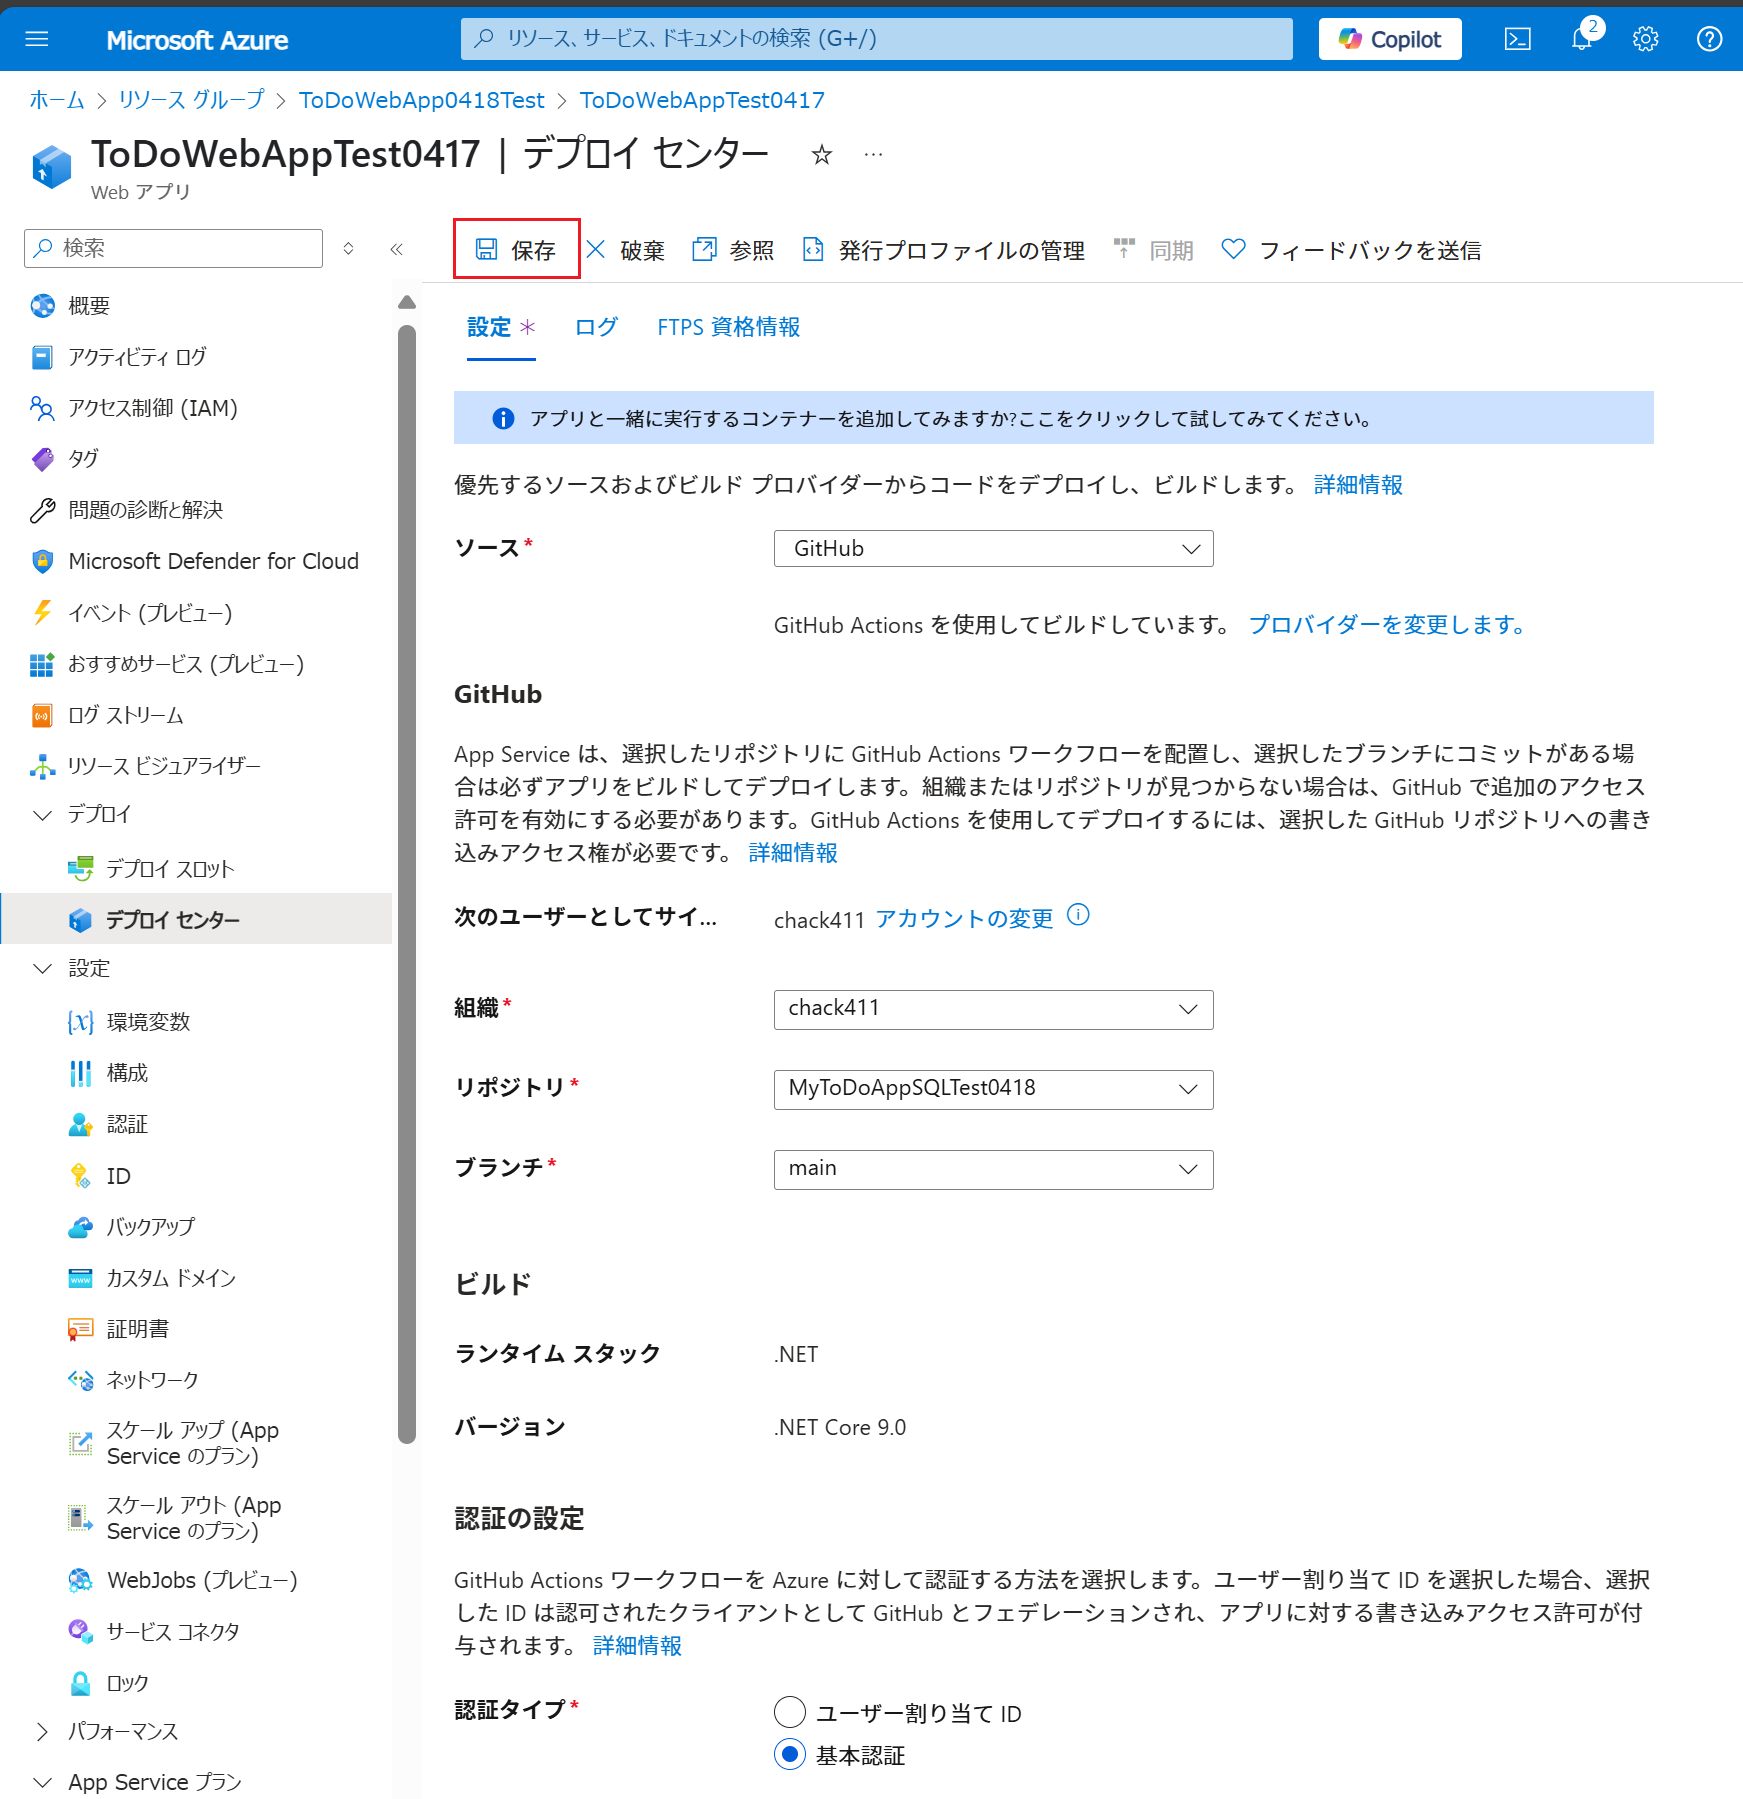 Microsoft Azure
リソース、サービス、ドキュメントの検索 (G+/)
Copilot
2
ホーム > リソース グループ > ToDoWebApp0418Test > ToDoWebAppTest0417
ToDoWebAppTest0417 | デプロイ センター
Web アプリ
検索
保存
破棄
参照
発行プロファイルの管理
同期
フィードバックを送信
概要
アクティビティ ログ
アクセス制御 (IAM)
タグ
問題の診断と解決
Microsoft Defender for Cloud
イベント (プレビュー)
おすすめサービス (プレビュー)
ログ ストリーム
リソース ビジュアライザー
デプロイ
デプロイ スロット
デプロイ センター
設定
環境変数
構成
認証
ID
バックアップ
カスタム ドメイン
証明書
ネットワーク
スケール アップ (App
Service のプラン)
スケール アウト (App
Service のプラン)
WebJobs (プレビュー)
サービス コネクタ
ロック
パフォーマンス
App Service プラン
設定 *
ログ
FTPS 資格情報
アプリと一緒に実行するコンテナーを追加してみますか?ここをクリックして試してみてください。
優先するソースおよびビルド プロバイダーからコードをデプロイし、ビルドします。 詳細情報
ソース*
GitHub
GitHub Actions を使用してビルドしています。 プロバイダーを変更します。
GitHub
App Service は、選択したリポジトリに GitHub Actions ワークフローを配置し、選択したブランチにコミットがある場
合は必ずアプリをビルドしてデプロイします。組織またはリポジトリが見つからない場合は、GitHub で追加のアクセス
許可を有効にする必要があります。GitHub Actions を使用してデプロイするには、選択した GitHub リポジトリへの書き
込みアクセス権が必要です。 詳細情報
次のユーザーとしてサイ...
chack411 アカウントの変更
組織*
chack411
リポジトリ*
MyToDoAppSQLTest0418
ブランチ*
main
ビルド
ランタイム スタック
.NET
バージョン
.NET Core 9.0
認証の設定
GitHub Actions ワークフローを Azure に対して認証する方法を選択します。ユーザー割り当て ID を選択した場合、選択
した ID は認可されたクライアントとして GitHub とフェデレーションされ、アプリに対する書き込みアクセス許可が付
与されます。 詳細情報
認証タイプ*
ユーザー割り当て ID
基本認証